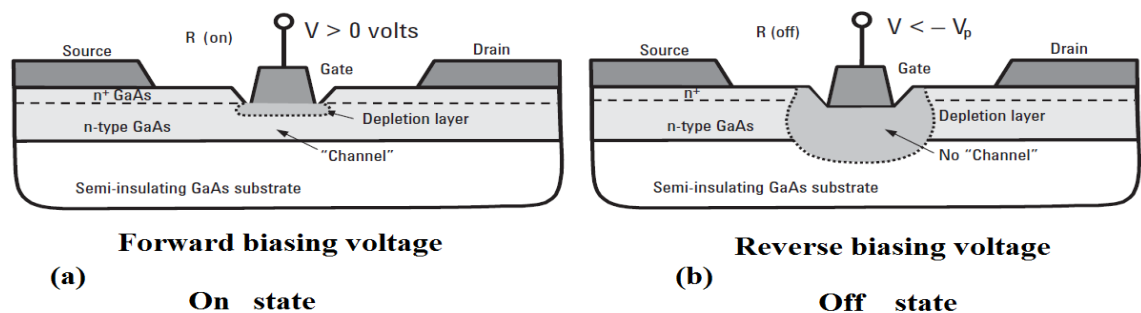 R (on)
V > 0 volts
Source
Drain
Gate
n+ GaAs
n-type GaAs
Depletion layer
"Channel"
Semi-insulating GaAs substrate
Forward biasing voltage
(a)
On state
R (off)
V < – Vp
Source
Drain
Gate
n+
n-type GaAs
Depletion layer
No "Channel"
Semi-insulating GaAs substrate
Reverse biasing voltage
(b)
Off state